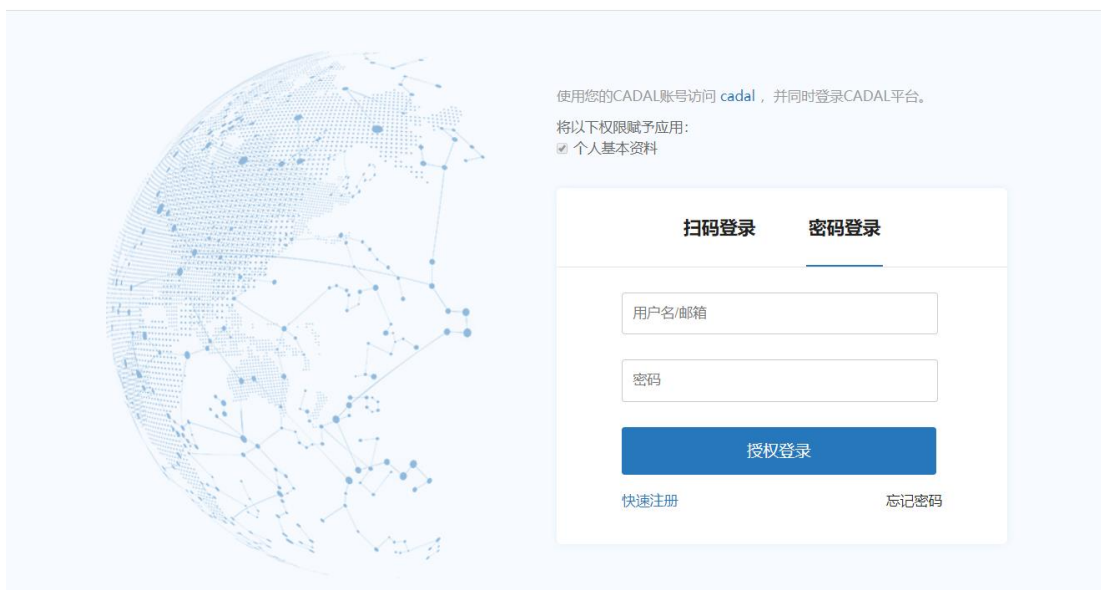 使用您的CADAL账号访问 cadal ，并同时登录CADAL平台。
将以下权限赋予应用:
个人基本资料
扫码登录 密码登录
用户名/邮箱
密码
授权登录
快速注册 忘记密码